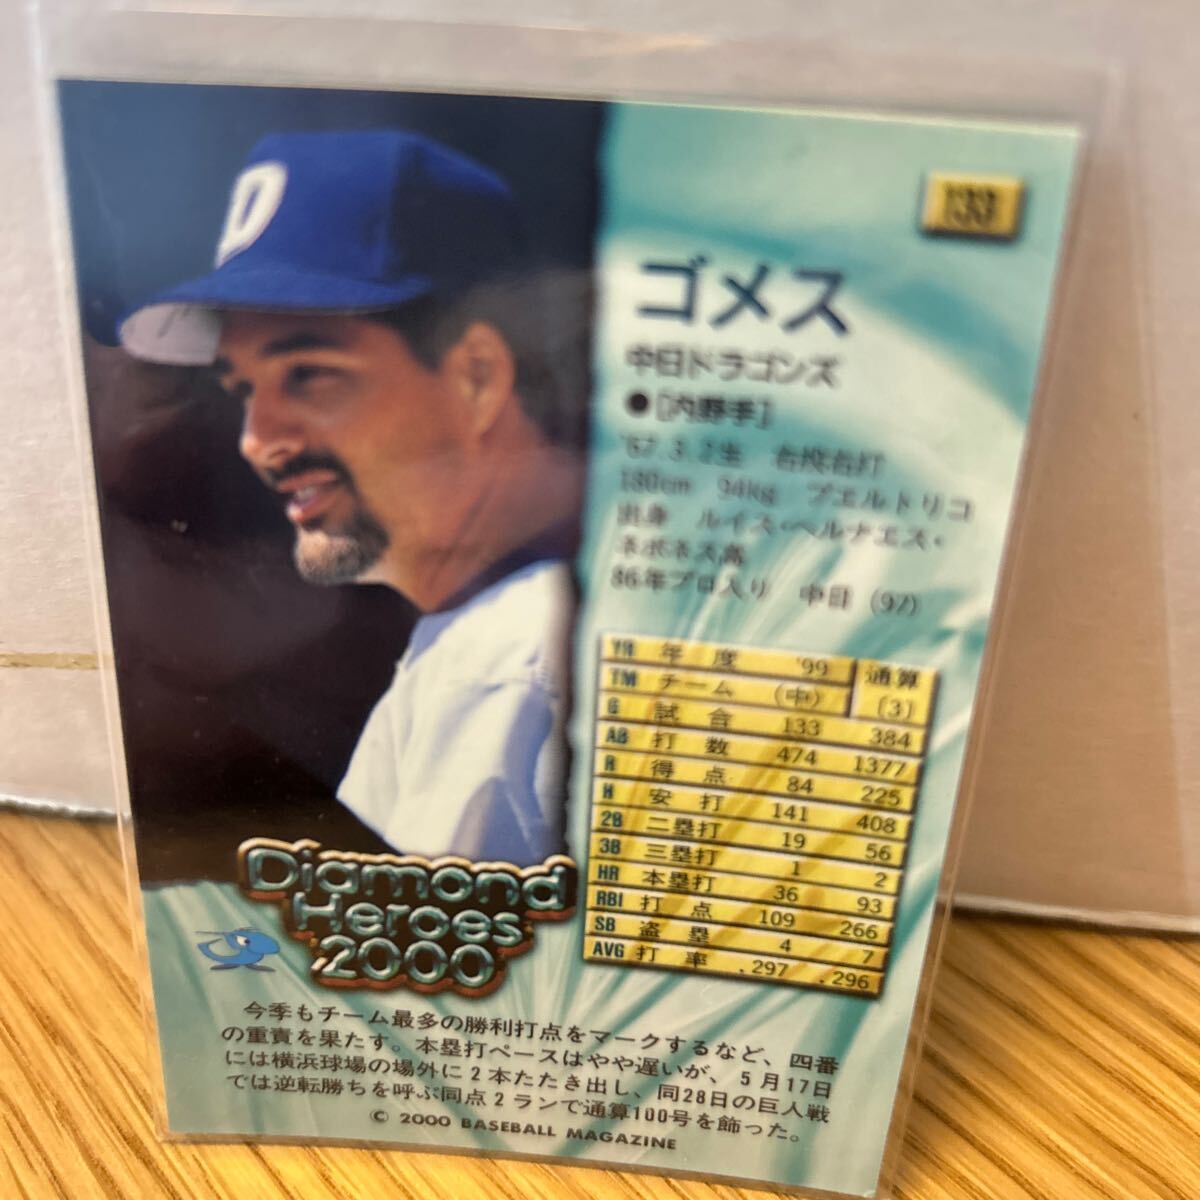 D
133
ゴメス
中日ドラゴンズ
●[内野手]
'67.3.2生 右投右打
180cm 94kg プエルトリコ
出身 ルイス・ヘルナエス・
ネボネス高
86年プロ入り 中日(97)
YR 年度 '99 通算
TM チーム (中) (3)
G 試合 133 384
AB 打数 474 1377
R 得点 84 225
H 安打 141 408
2B 二塁打 19 56
3B 三塁打 1 2
HR 本塁打 36 93
RBI 打点 109 266
SB 盗塁 4 7
AVG 打率 .297 .296
Diamond
Heroes
2000
今季もチーム最多の勝利打点をマークするなど、四番
の重責を果たす。本塁打ペースはやや遅いが、5月17日
には横浜球場の場外に2本たたき出し、同28日の巨人戦
では逆転勝ちを呼ぶ同点2ランで通算100号を飾った。
© 2000 BASEBALL MAGAZINE